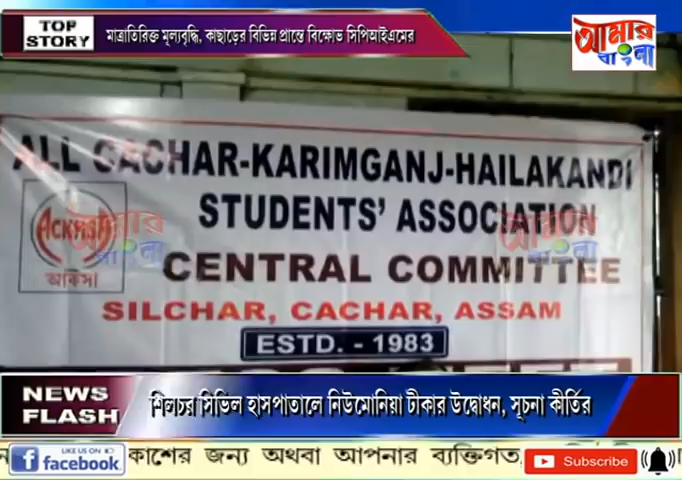 TOP STORY
মাত্রাতিরিক্ত মূল্যবৃদ্ধি, কাছাড়ের বিভিন্ন প্রান্তে বিক্ষোভ সিপিআইএমের
আমার বাংলা
ALL CACHAR-KARIMGANJ-HAILAKANDI
STUDENTS' ASSOCIATION
ACKHSA
আকসা
আমার বাংলা
আমার বাংলা
CENTRAL COMMITTEE
SILCHAR, CACHAR, ASSAM
ESTD. - 1983
NEWS FLASH
শিলচর সিভিল হাসপাতালে নিউমোনিয়া টীকার উদ্বোধন, সূচনা কীর্তির
LIKE US ON
facebook
কাশের জন্য অথবা আপনার ব্যক্তিগত,
Subscribe